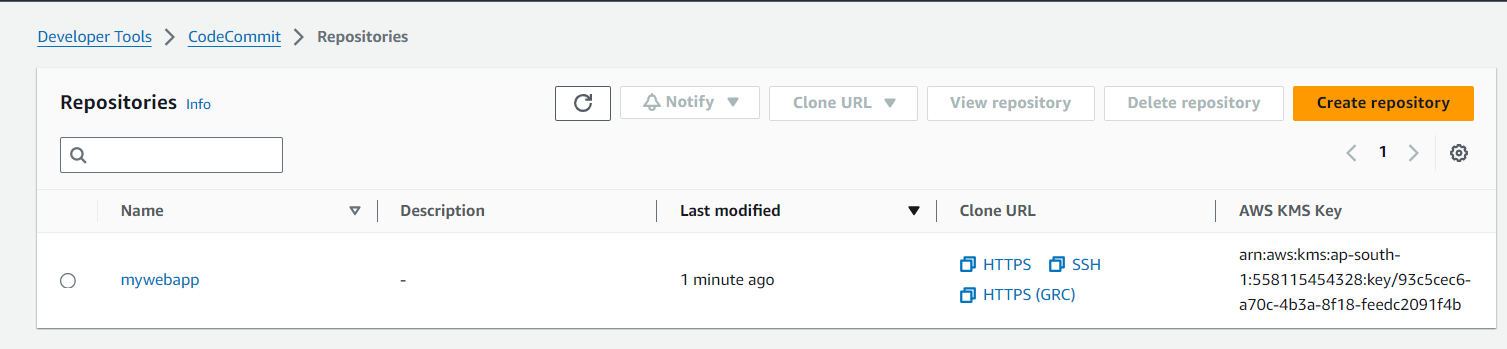 Developer Tools > CodeCommit > Repositories
Repositories Info
Notify Clone URL View repository Delete repository Create repository
1
Name Description Last modified Clone URL AWS KMS Key
mywebapp - 1 minute ago HTTPS SSH
HTTPS (GRC)
arn:aws:kms:ap-south-
1:558115454328:key/93c5cec6-
a70c-4b3a-8f18-feedc2091f4b